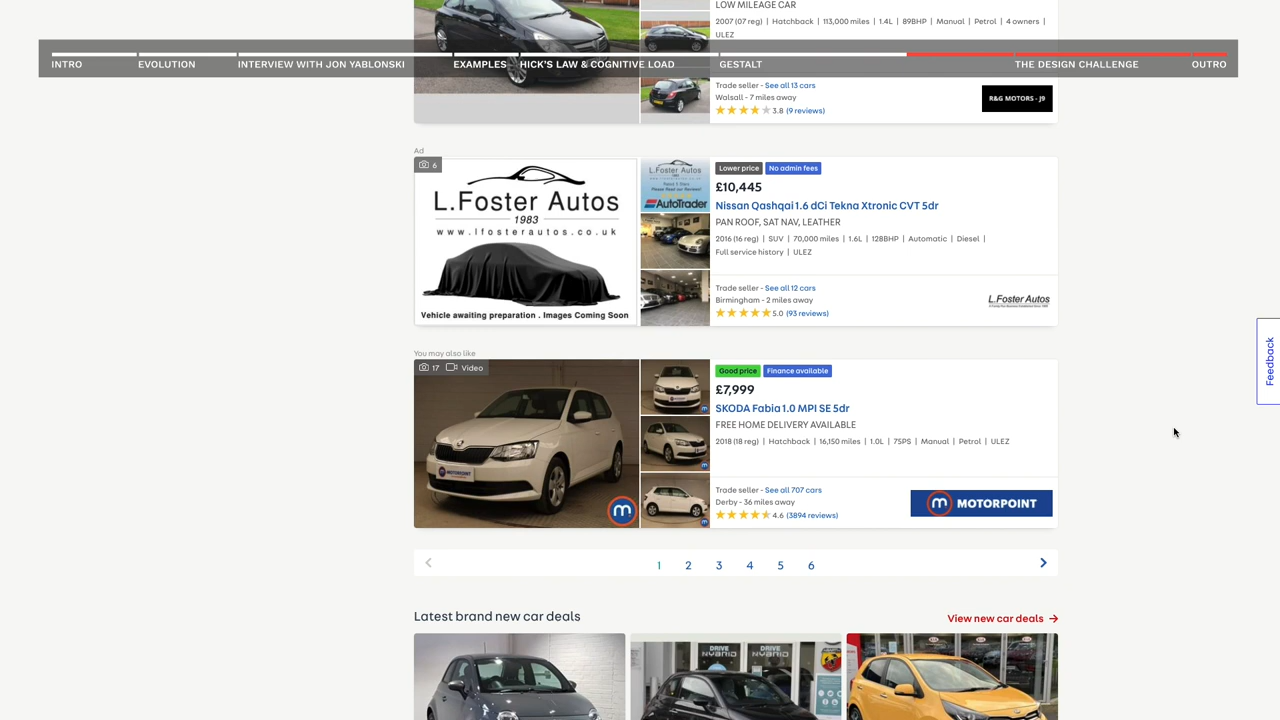 LOW MILEAGE CAR
2007 (07 reg) | Hatchback | 113,000 miles | 1.4L | 89BHP | Manual | Petrol | 4 owners |
ULEZ
INTRO EVOLUTION INTERVIEW WITH JON YABLONSKI EXAMPLES HICK'S LAW & COGNITIVE LOAD GESTALT THE DESIGN CHALLENGE OUTRO
Trade seller - See all 13 cars
Walsall - 7 miles away
3.8 (9 reviews)
R&G MOTORS - J9
Ad
6
L.Foster Autos
1983
www.lfosterautos.co.uk
Vehicle awaiting preparation . Images Coming Soon
L.Foster Autos
AutoTrader
Lower price No admin fees
£10,445
Nissan Qashqai 1.6 dCi Tekna Xtronic CVT 5dr
PAN ROOF, SAT NAV, LEATHER
2016 (16 reg) | SUV | 70,000 miles | 1.6L | 128BHP | Automatic | Diesel |
Full service history | ULEZ
Trade seller - See all 12 cars
Birmingham - 2 miles away
5.0 (93 reviews)
L.Foster Autos
Feedback
You may also like
17 Video
m
Good price Finance available
£7,999
SKODA Fabia 1.0 MPI SE 5dr
FREE HOME DELIVERY AVAILABLE
2018 (18 reg) | Hatchback | 16,150 miles | 1.0L | 75PS | Manual | Petrol | ULEZ
Trade seller - See all 707 cars
Derby - 36 miles away
4.6 (3894 reviews)
m MOTORPOINT
1 2 3 4 5 6
Latest brand new car deals
View new car deals
DRIVE HYBRID